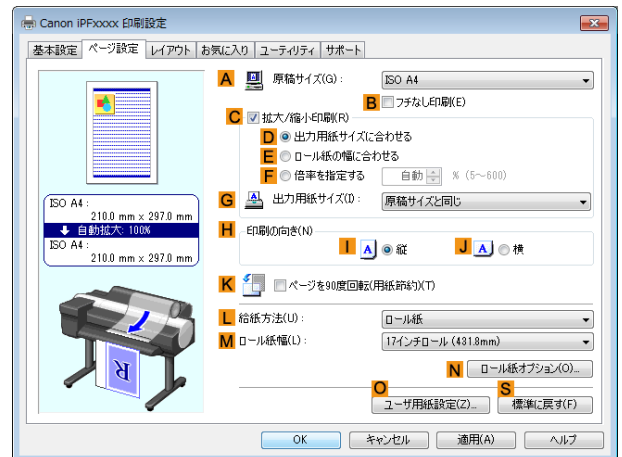 Canon iPFxxxx 印刷設定
基本設定 ページ設定 レイアウト お気に入り ユーティリティ サポート
A 原稿サイズ(G): ISO A4
B フチなし印刷(E)
C 拡大/縮小印刷(R)
D 出力用紙サイズに合わせる
E ロール紙の幅に合わせる
F 倍率を指定する 自動 % (5~600)
G 出力用紙サイズ(I): 原稿サイズと同じ
ISO A4 :
210.0 mm x 297.0 mm
自動拡大: 100%
ISO A4 :
210.0 mm x 297.0 mm
H 印刷の向き(N)
I A 縦 J A 横
K ページを90度回転(用紙節約)(T)
L 給紙方法(U): ロール紙
M ロール紙幅(L): 17インチロール (431.8mm)
R
N ロール紙オプション(O)...
O ユーザ用紙設定(Z)... S 標準に戻す(F)
OK キャンセル 適用(A) ヘルプ